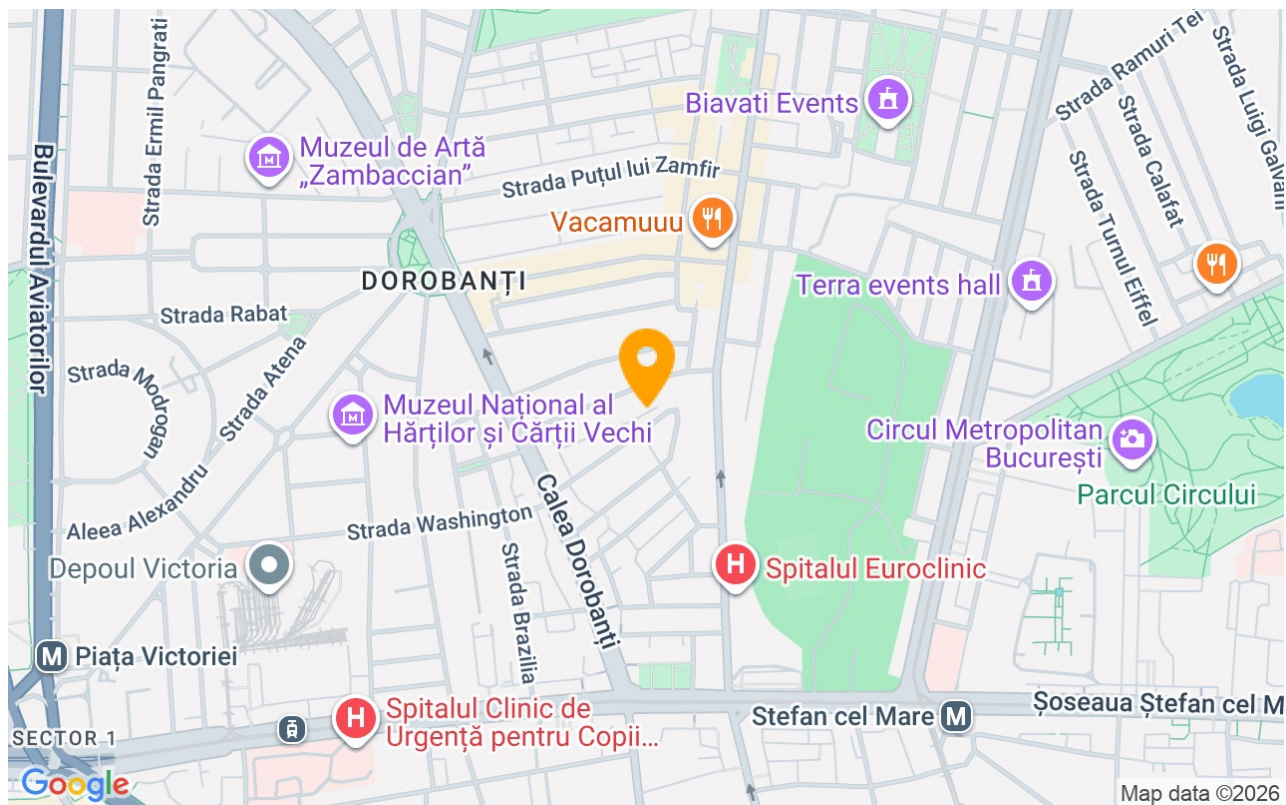 Strada Ermil Pangrati
Bulevardul Aviatorilor
Muzeul de Artă
„Zambaccian”
Biavati Events
Strada Puțul lui Zamfir
Vacamuuu
Strada Ramuri Tei
Strada Luigi Galvani
Strada Calafat
Strada Turnul Eiffel
DOROBANȚI
Terra events hall
Strada Rabat
Strada Modrogan
Strada Atena
Muzeul Național al
Hărților și Cărții Vechi
Circul Metropolitan
București
Parcul Circului
Aleea Alexandru
Strada Washington
Calea Dorobanți
Strada Brazilia
Depoul Victoria
H Spitalul Euroclinic
M Piața Victoriei
H Spitalul Clinic de
Urgență pentru Copii...
Ștefan cel Mare M
Șoseaua Ștefan cel M
SECTOR 1
Google
Map data ©2026